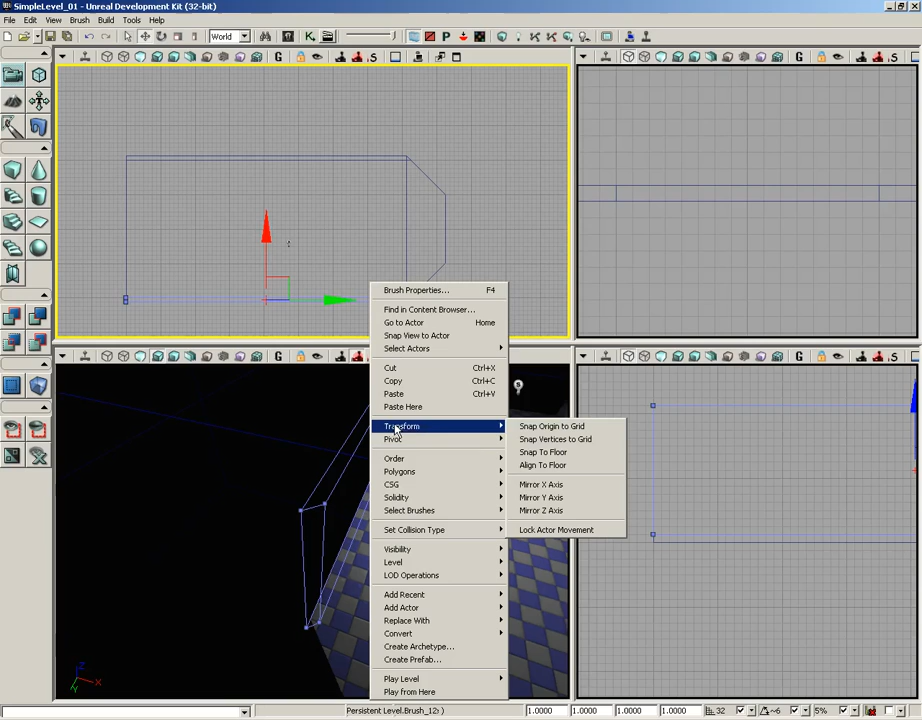 SimpleLevel_01 - Unreal Development Kit (32-bit)
File Edit View Brush Build Tools Help
World
G
S
G
S
Brush Properties... F4
Find in Content Browser...
Go to Actor Home
Snap View to Actor
Select Actors
Cut Ctrl+X
Copy Ctrl+C
Paste Ctrl+V
Paste Here
Transform
Pivot
Order
Polygons
CSG
Solidity
Select Brushes
Set Collision Type
Visibility
Level
LOD Operations
Add Recent
Add Actor
Replace With
Convert
Create Archetype...
Create Prefab...
Play Level
Play from Here
Snap Origin to Grid
Snap Vertices to Grid
Snap To Floor
Align To Floor
Mirror X Axis
Mirror Y Axis
Mirror Z Axis
Lock Actor Movement
G
G
S
Z
X
Y
Persistent Level.Brush_12( )
1.0000 1.0000 1.0000 1.0000 32 ~6 5%